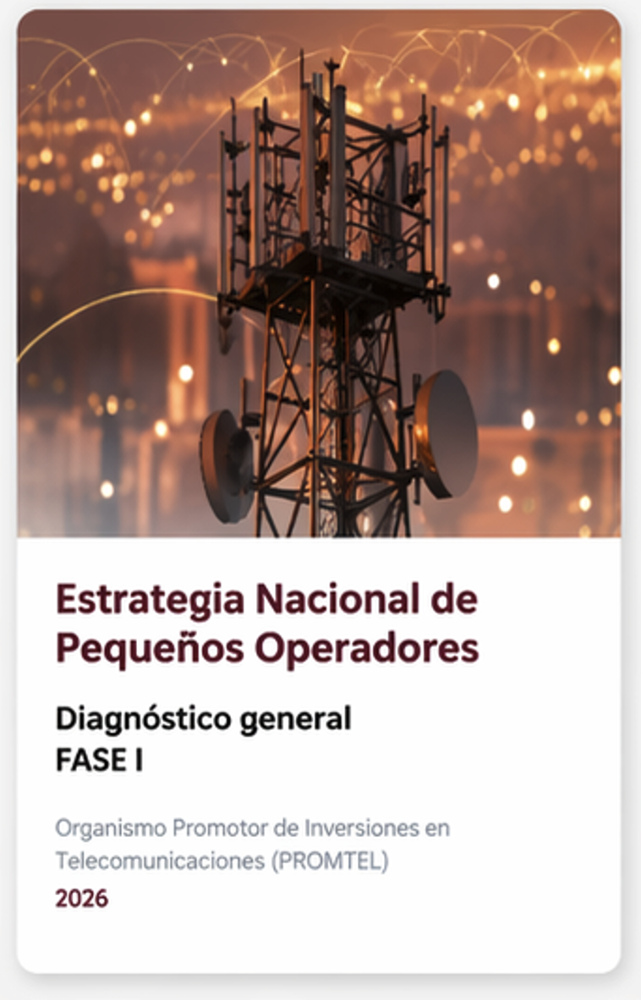 Estrategia Nacional de
Pequeños Operadores
Diagnóstico general
FASE I
Organismo Promotor de Inversiones en
Telecomunicaciones (PROMTEL)
2026